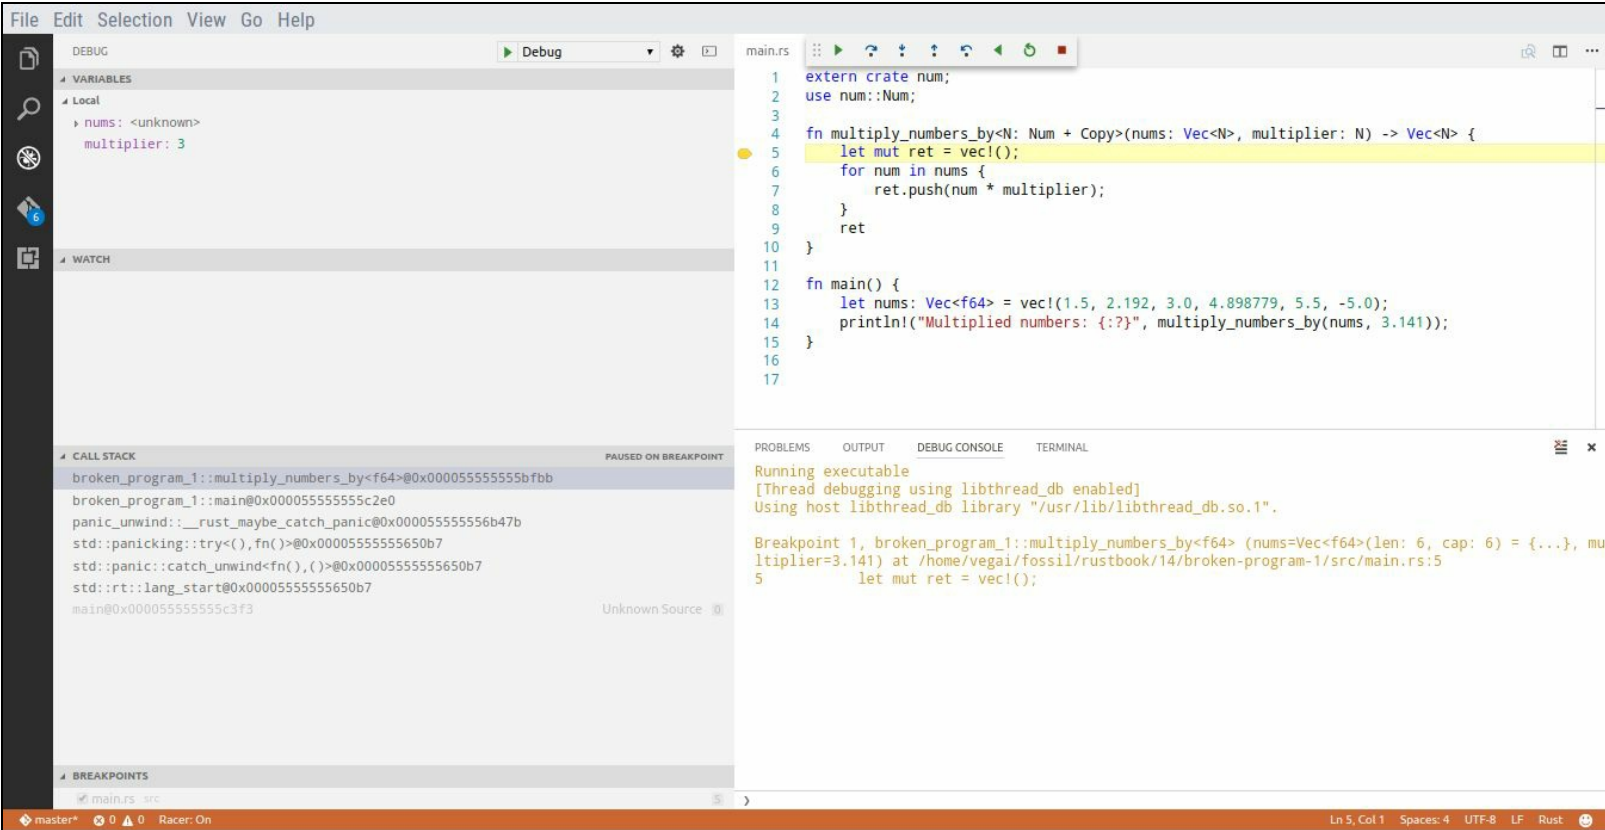 File Edit Selection View Go Help
DEBUG
Debug
VARIABLES
Local
nums: <unknown>
multiplier: 3
6
WATCH
CALL STACK PAUSED ON BREAKPOINT
broken_program_1::multiply_numbers_by<f64>@0x000055555555bfbb
broken_program_1::main@0x000055555555c2e0
panic_unwind::__rust_maybe_catch_panic@0x000055555556b47b
std::panicking::try<(),fn()>@0x00005555555650b7
std::panic::catch_unwind<fn(),()>@0x00005555555650b7
std::rt::lang_start@0x00005555555650b7
main@0x000055555555c3f3 Unknown Source 0
BREAKPOINTS
main.rs src 5
main.rs
1 extern crate num;
2 use num::Num;
3
4 fn multiply_numbers_by<N: Num + Copy>(nums: Vec<N>, multiplier: N) -> Vec<N> {
5 let mut ret = vec!();
6 for num in nums {
7 ret.push(num * multiplier);
8 }
9 ret
10 }
11
12 fn main() {
13 let nums: Vec<f64> = vec!(1.5, 2.192, 3.0, 4.898779, 5.5, -5.0);
14 println!("Multiplied numbers: {:?}", multiply_numbers_by(nums, 3.141));
15 }
16
17
PROBLEMS OUTPUT DEBUG CONSOLE TERMINAL
Running executable
[Thread debugging using libthread_db enabled]
Using host libthread_db library "/usr/lib/libthread_db.so.1".
Breakpoint 1, broken_program_1::multiply_numbers_by<f64> (nums=Vec<f64>(len: 6, cap: 6) = {...}, mu
ltiplier=3.141) at /home/vegai/fossil/rustbook/14/broken-program-1/src/main.rs:5
5 let mut ret = vec!();
master* 0 0 Racer: On Ln 5, Col 1 Spaces: 4 UTF-8 LF Rust